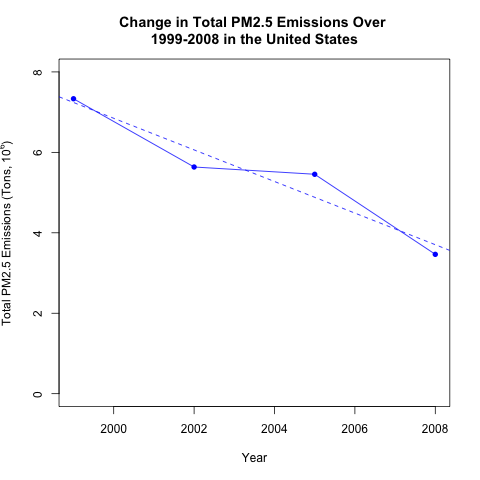 Change in Total PM2.5 Emissions Over
1999-2008 in the United States
Total PM2.5 Emissions (Tons, 10⁶)
8
6
4
2
0
2000 2002 2004 2006 2008
Year